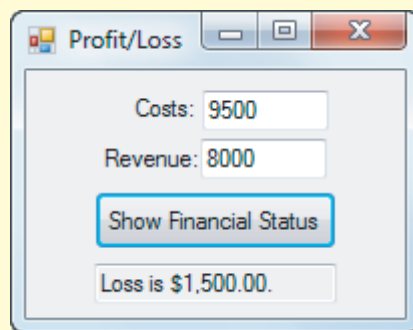 Profit/Loss
Costs: 9500
Revenue: 8000
Show Financial Status
Loss is $1,500.00.